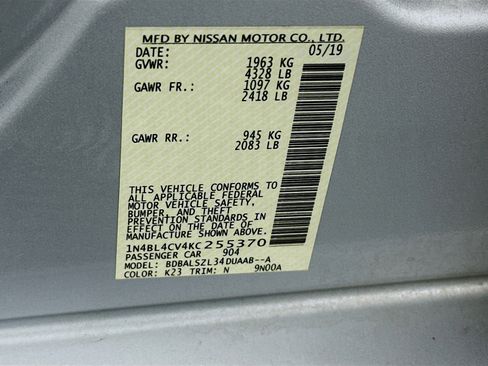 MFD BY NISSAN MOTOR CO., LTD.
DATE: 05/19
GVWR: 1963 KG
4328 LB
GAWR FR.: 1097 KG
2418 LB
GAWR RR.: 945 KG
2083 LB
THIS VEHICLE CONFORMS TO
ALL APPLICABLE FEDERAL
MOTOR VEHICLE SAFETY,
BUMPER, AND THEFT
PREVENTION STANDARDS IN
EFFECT ON THE DATE OF
MANUFACTURE SHOWN ABOVE.
1N4BL4CV4KC255370
PASSENGER CAR 904
MODEL: BDBALSZL34DUAAB--A
COLOR: K23 TRIM: N 9N00A